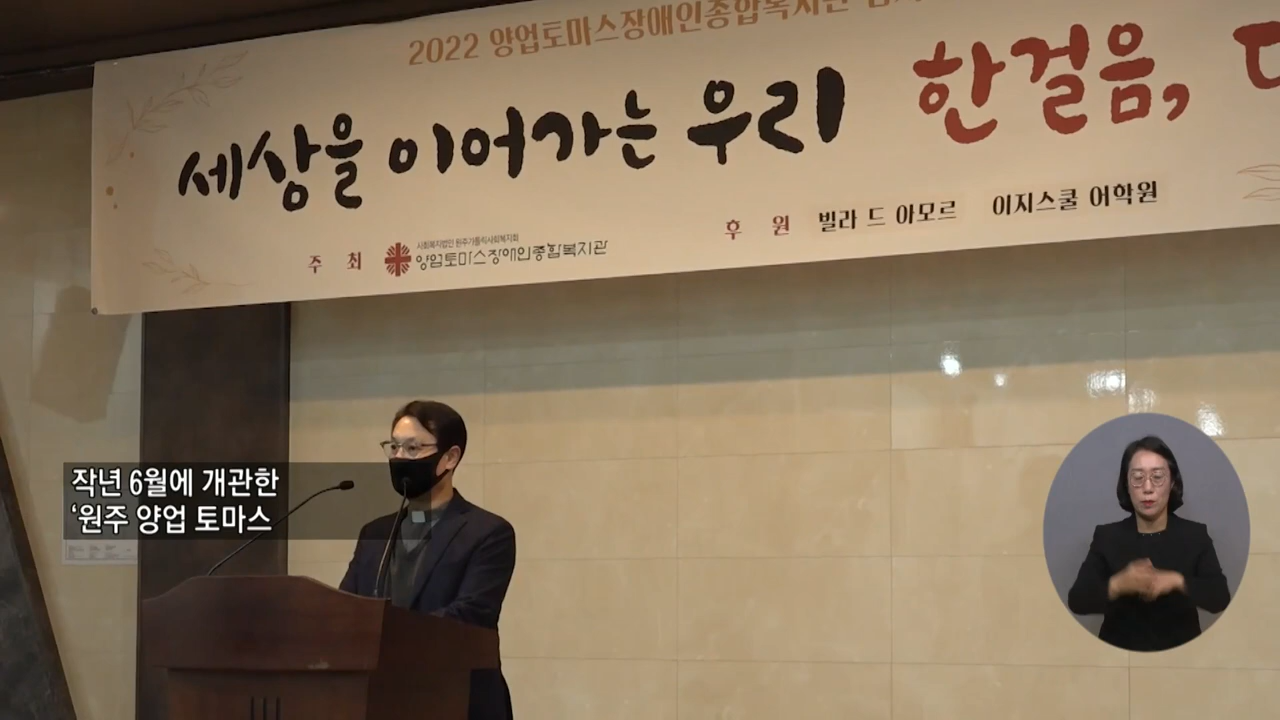 2022 양업토마스장애인종합복지관
세상을 이어가는 우리 한걸음,
주 최 사회복지법인 원주가톨릭사회복지회
양업토마스장애인종합복지관
후 원 빌라 드 아모르 이지스쿨 어학원
작년 6월에 개관한
‘원주 양업 토마스